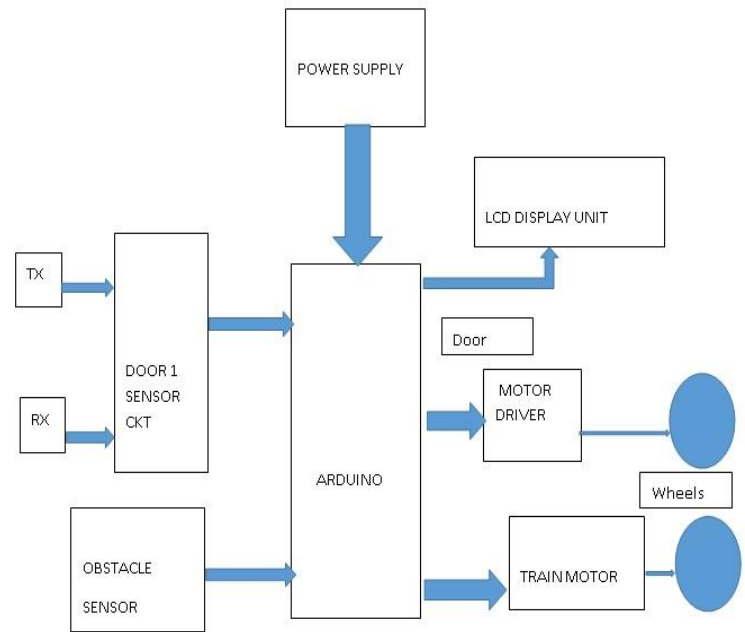 POWER SUPPLY
LCD DISPLAY UNIT
TX
DOOR 1
SENSOR
CKT
RX
Door
MOTOR
DRIVER
ARDUINO
Wheels
OBSTACLE
SENSOR
TRAIN MOTOR